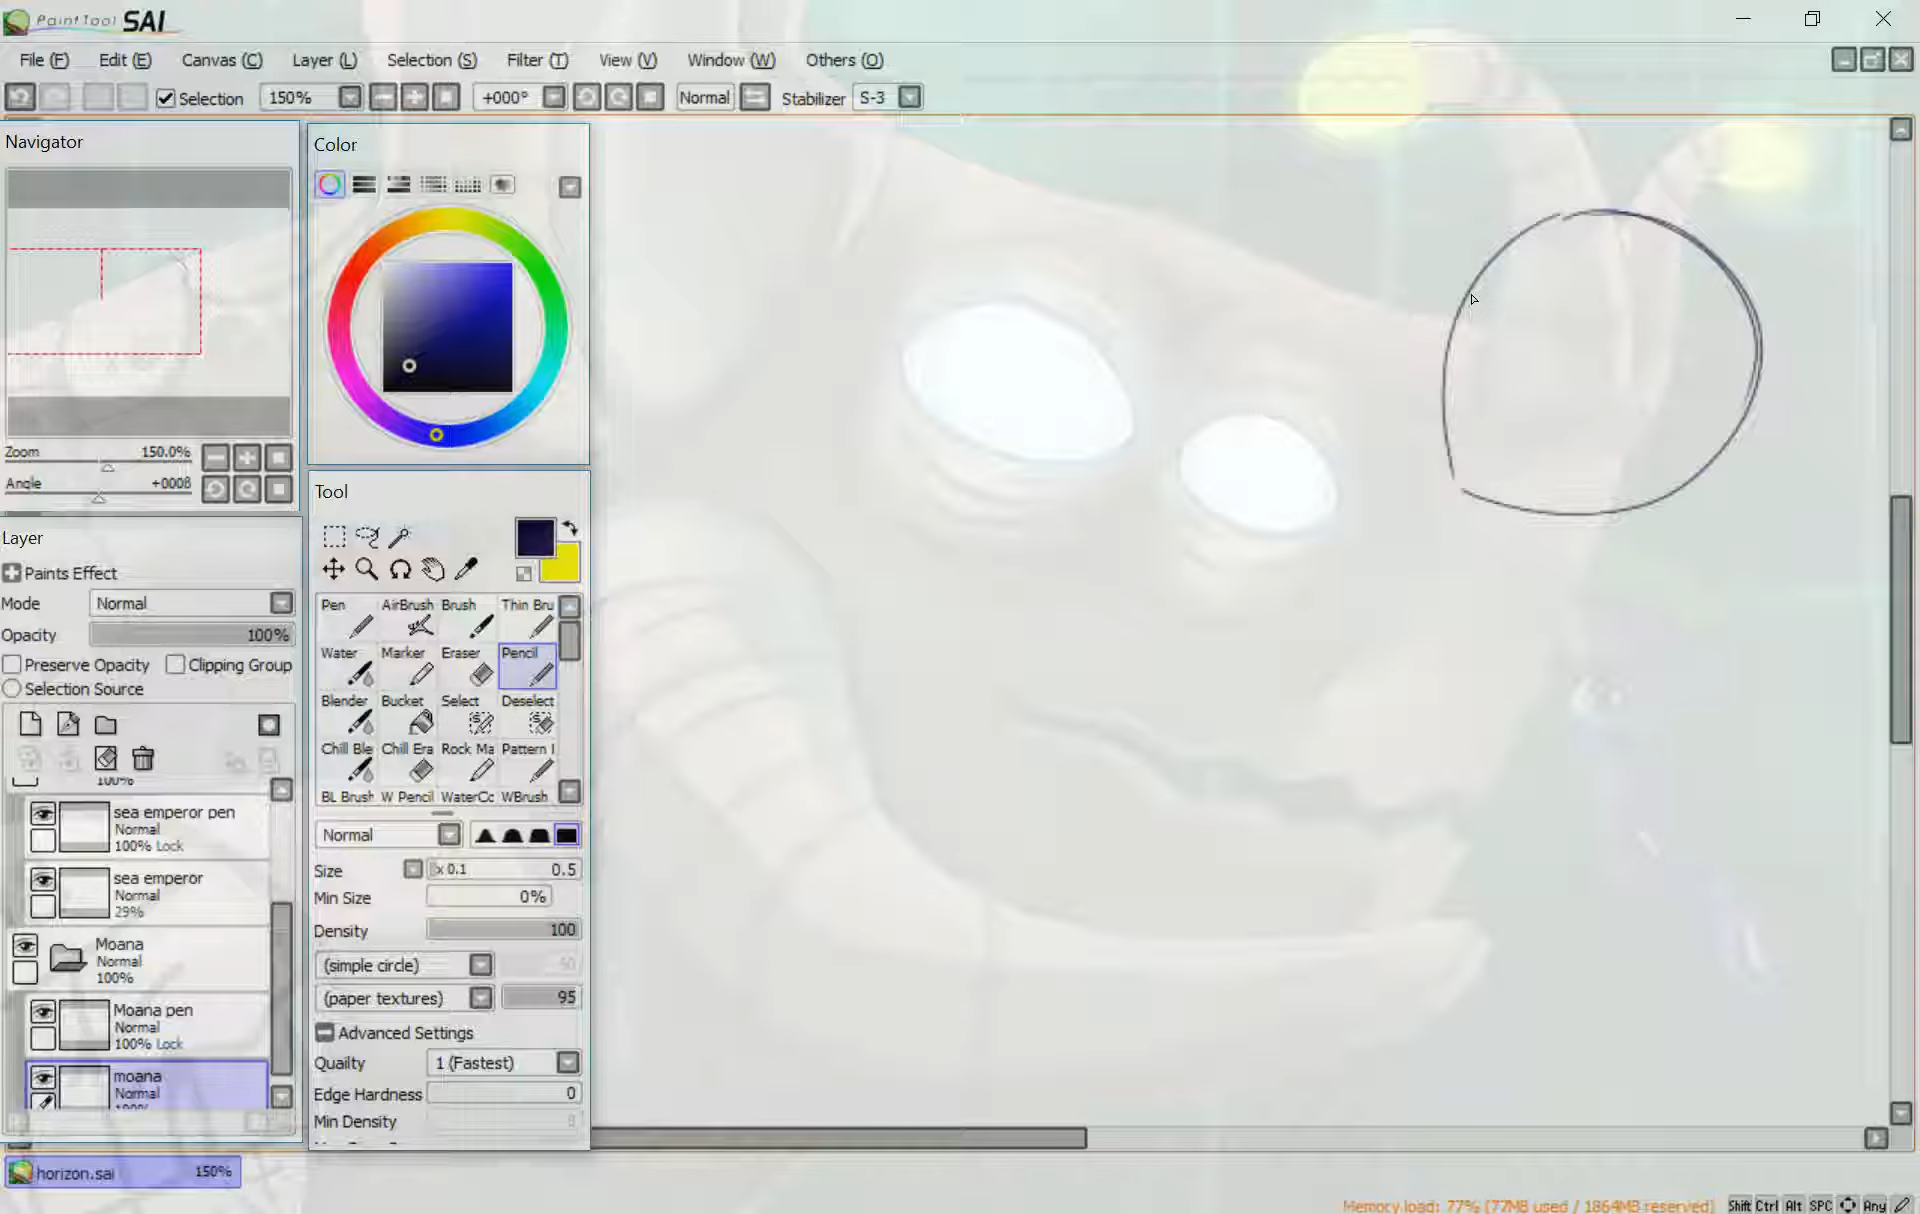 PaintTool SAI
File (F) Edit (E) Canvas (C) Layer (L) Selection (S) Filter (T) View (V) Window (W) Others (O)
Selection 150% +000° Normal Stabilizer S-3
Navigator
Zoom 150.0%
Angle +0008
Layer
Paints Effect
Mode Normal
Opacity 100%
Preserve Opacity Clipping Group
Selection Source
100%
sea emperor pen
Normal
100% Lock
sea emperor
Normal
29%
Moana
Normal
100%
Moana pen
Normal
100% Lock
moana
Normal
100%
Color
Tool
Pen AirBrush Brush Thin Bru
Water Marker Eraser Pencil
Blender Bucket Select Deselect
Chill Ble Chill Era Rock Ma Pattern
BL Brush W Pencil WaterCo WBrush
Normal
Size x 0.1 0.5
Min Size 0%
Density 100
(simple circle) 50
(paper textures) 95
Advanced Settings
Quailty 1 (Fastest)
Edge Hardness 0
Min Density
horizon.sai 150%
Memory load: 77% (77MB used / 1864MB reserved) Shift Ctrl Alt SPC Any